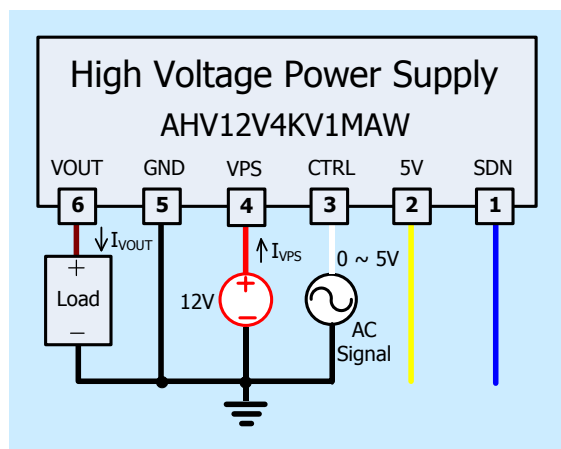 High Voltage Power Supply
AHV12V4KV1MAW
VOUT GND VPS CTRL 5V SDN
6 5 4 3 2 1
IVOUT IVPS 0 ~ 5V
+ +
Load 12V
− −
AC
Signal